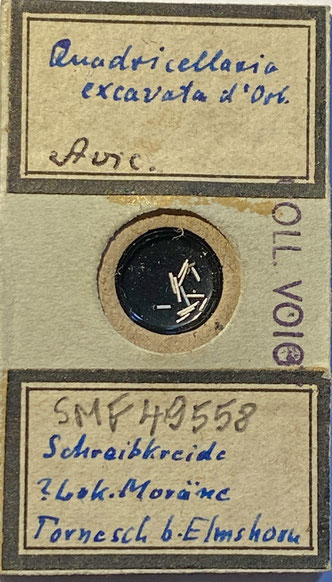 Quadricellaria
excavata d'Orb.
Avic.
COLL. VOIG
SMF 49558
Schreibkreide
? Lok. Moräne
Tornesch b. Elmshorn